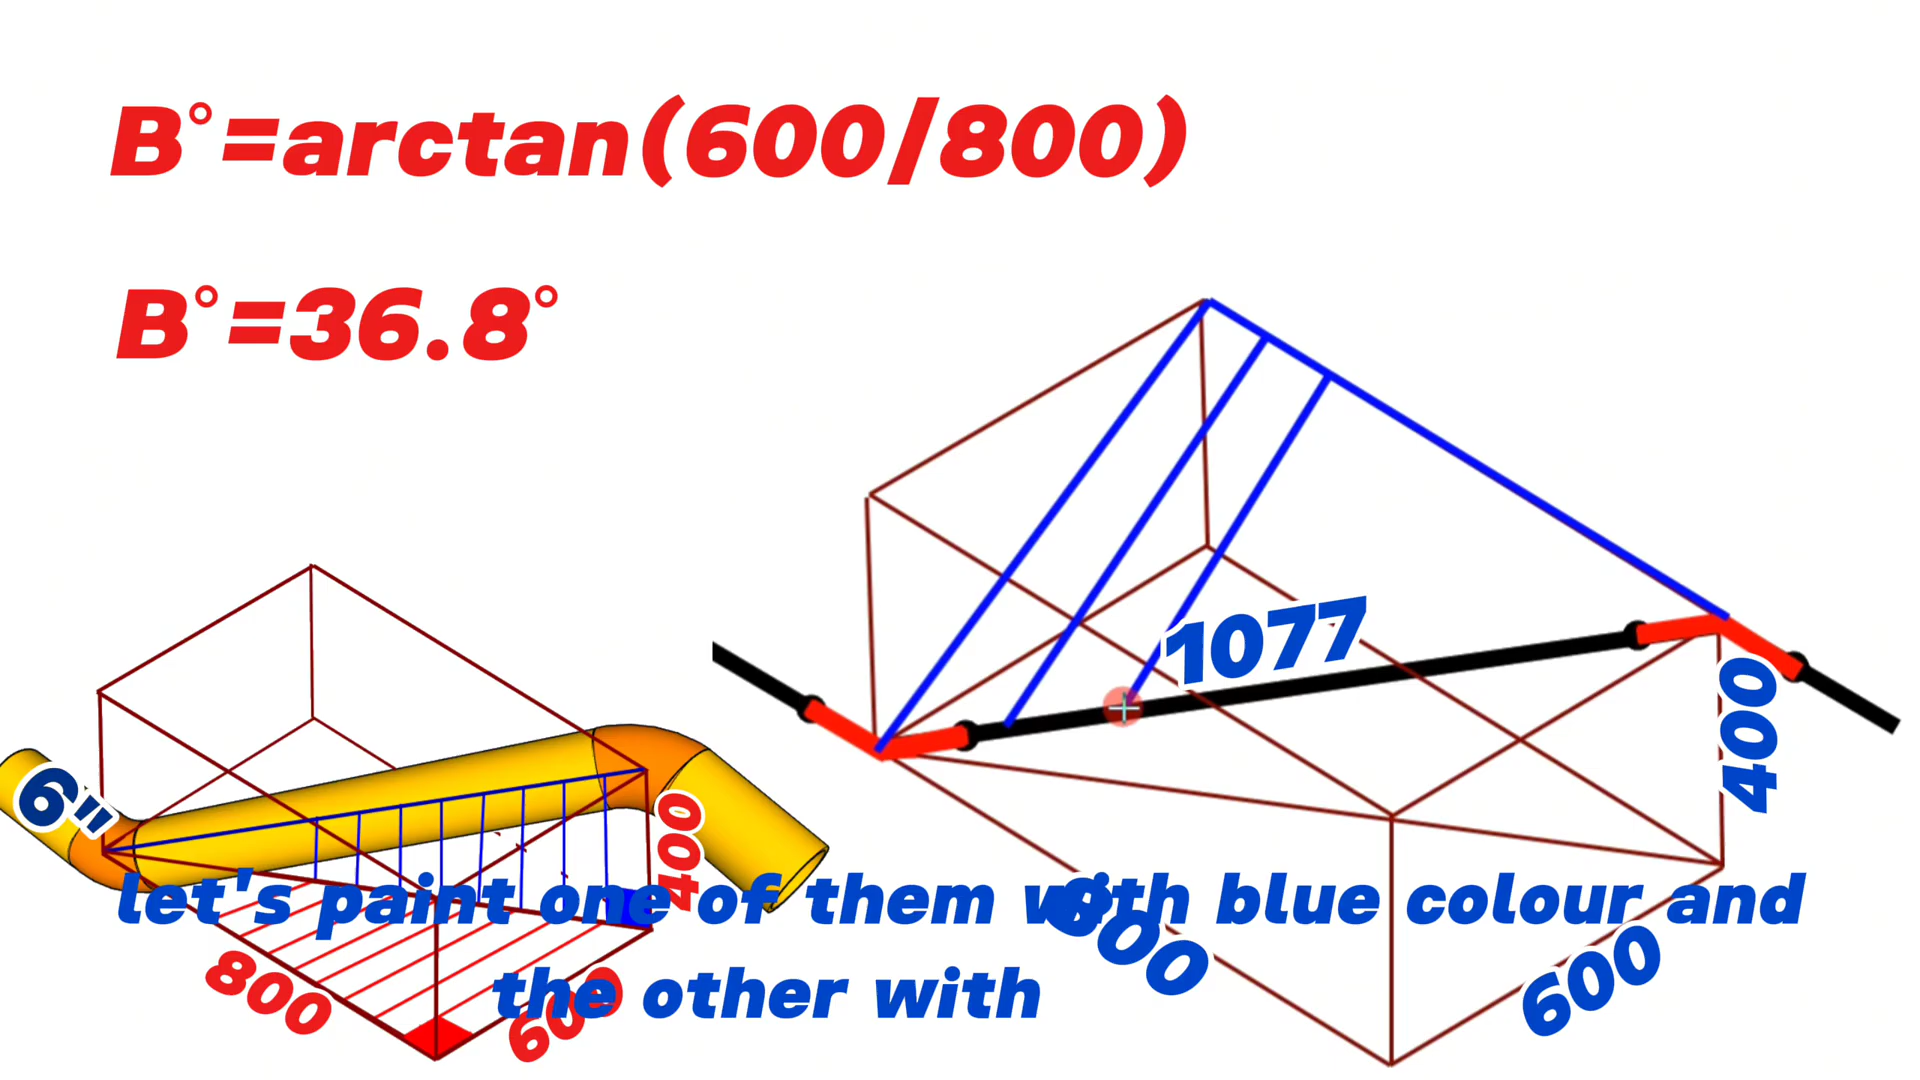 B°=arctan(600/800)
B°=36.8°
1077
400
6"
400
let's paint one of them with blue colour and
800
800
600
600
the other with